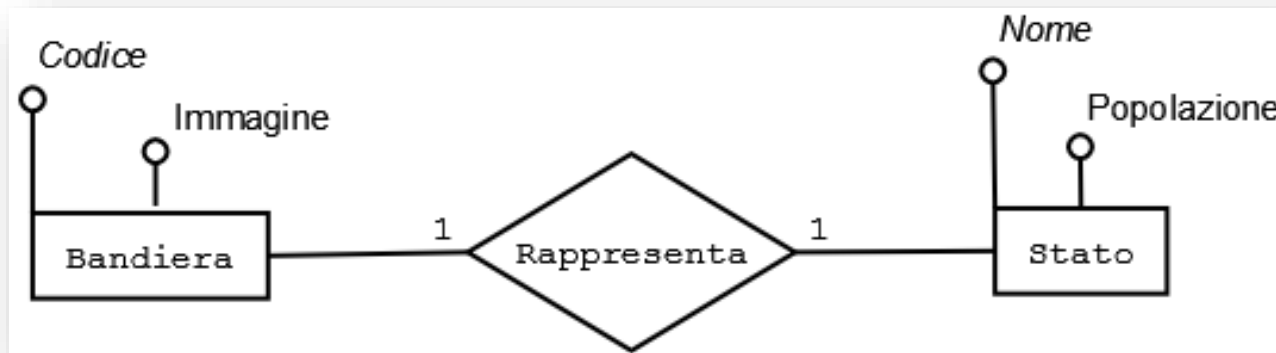 Codice
Nome
Immagine
Popolazione
Bandiera
1
Rappresenta
1
Stato